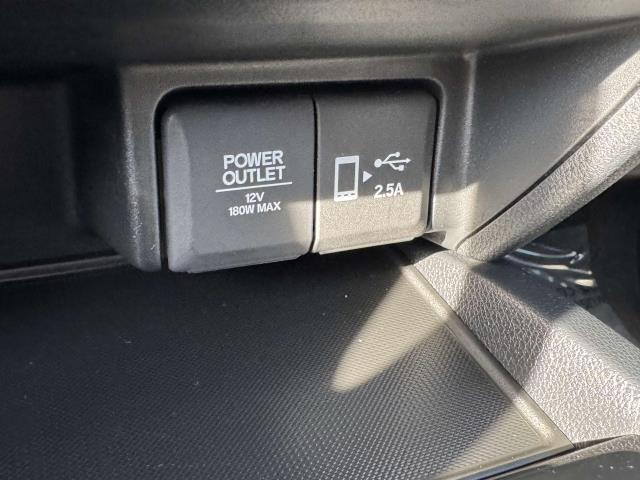 POWER
OUTLET
12V
180W MAX
2.5A